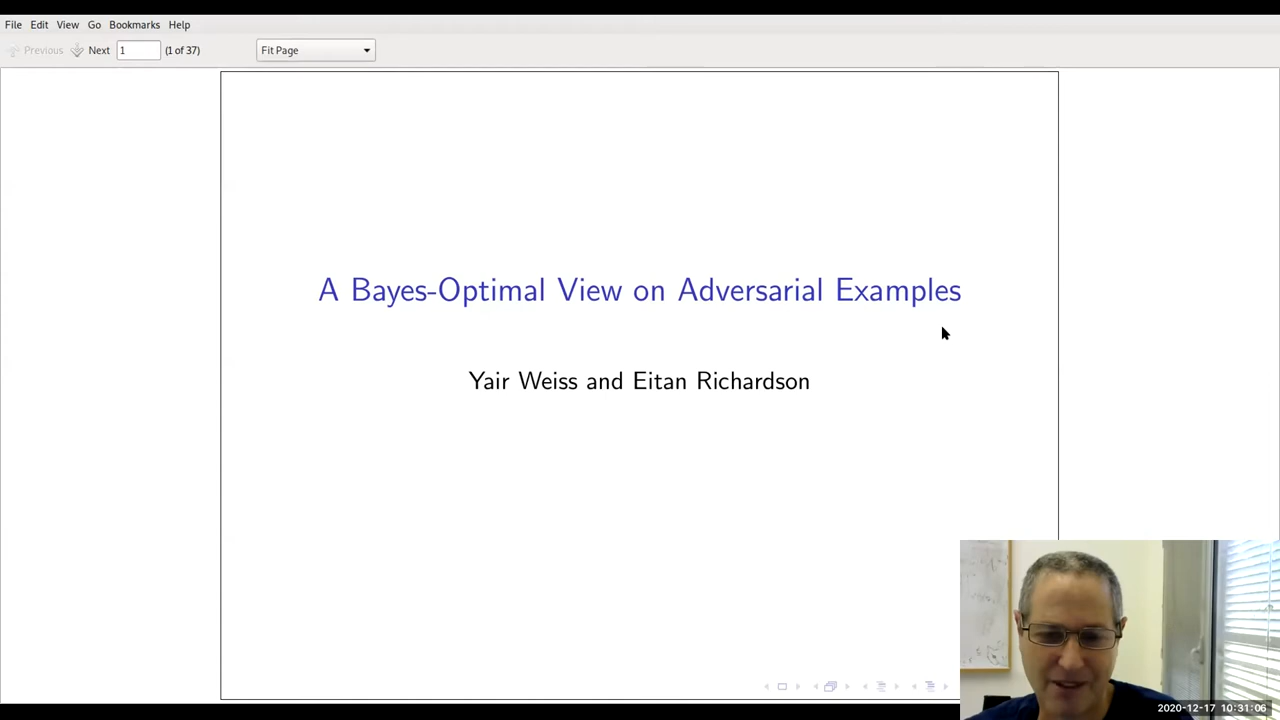 File Edit View Go Bookmarks Help
Previous Next 1 (1 of 37) Fit Page
A Bayes-Optimal View on Adversarial Examples
Yair Weiss and Eitan Richardson
2020-12-17 10:31:06